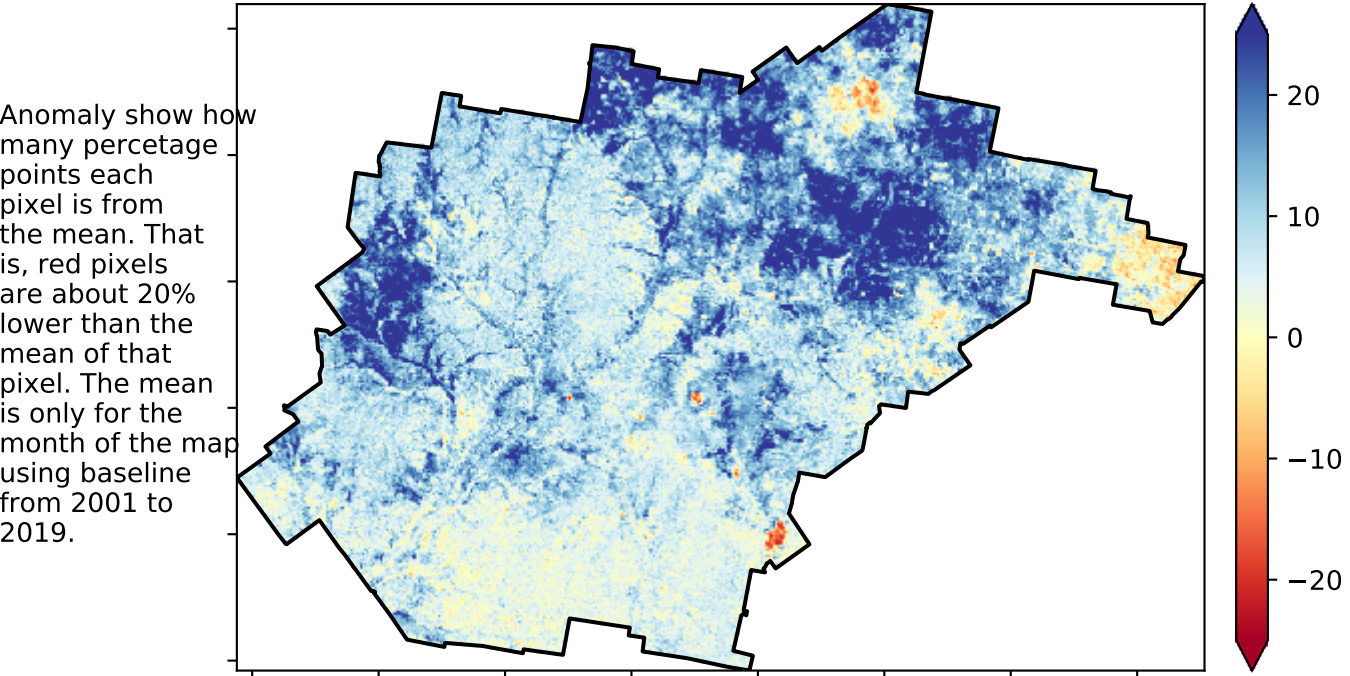 Anomaly show how
many percetage
points each
pixel is from
the mean. That
is, red pixels
are about 20%
lower than the
mean of that
pixel. The mean
is only for the
month of the map
using baseline
from 2001 to
2019.
20
10
0
−10
−20